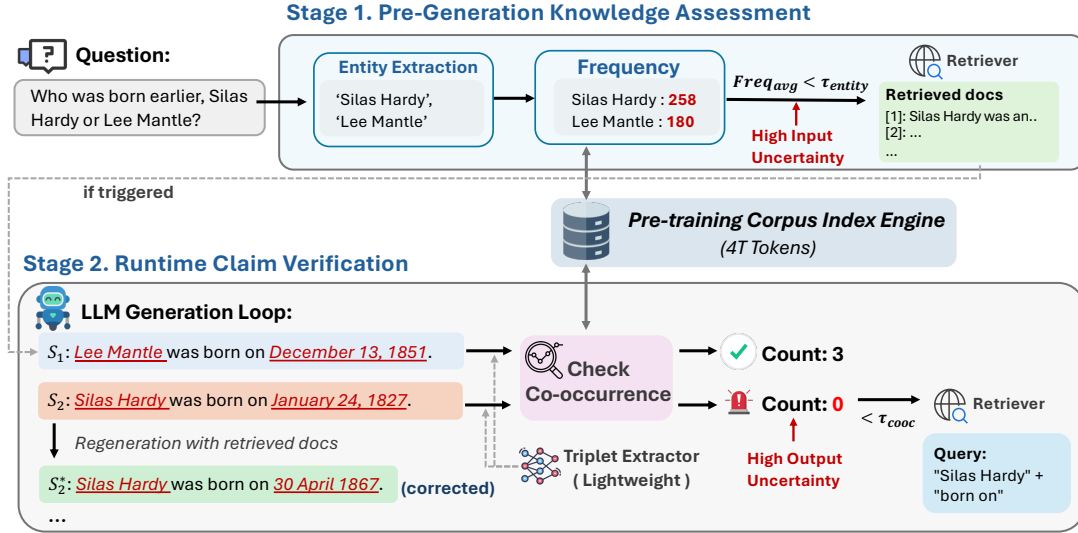 Stage 1. Pre-Generation Knowledge Assessment
?
Question:
Who was born earlier, Silas
Hardy or Lee Mantle?
Entity Extraction
‘Silas Hardy’,
‘Lee Mantle’
Frequency
Silas Hardy : 258
Lee Mantle : 180
Freq_avg < τ_entity
High Input
Uncertainty
Retriever
Retrieved docs
[1]: Silas Hardy was an..
[2]: ...
...
if triggered
Pre-training Corpus Index Engine
(4T Tokens)
Stage 2. Runtime Claim Verification
LLM Generation Loop:
S_1: Lee Mantle was born on December 13, 1851.
S_2: Silas Hardy was born on January 24, 1827.
Regeneration with retrieved docs
S_2^*: Silas Hardy was born on 30 April 1867. (corrected)
...
Check
Co-occurrence
Triplet Extractor
( Lightweight )
Count: 3
Count: 0
< τ_cooc
High Output
Uncertainty
Retriever
Query:
"Silas Hardy" +
"born on"